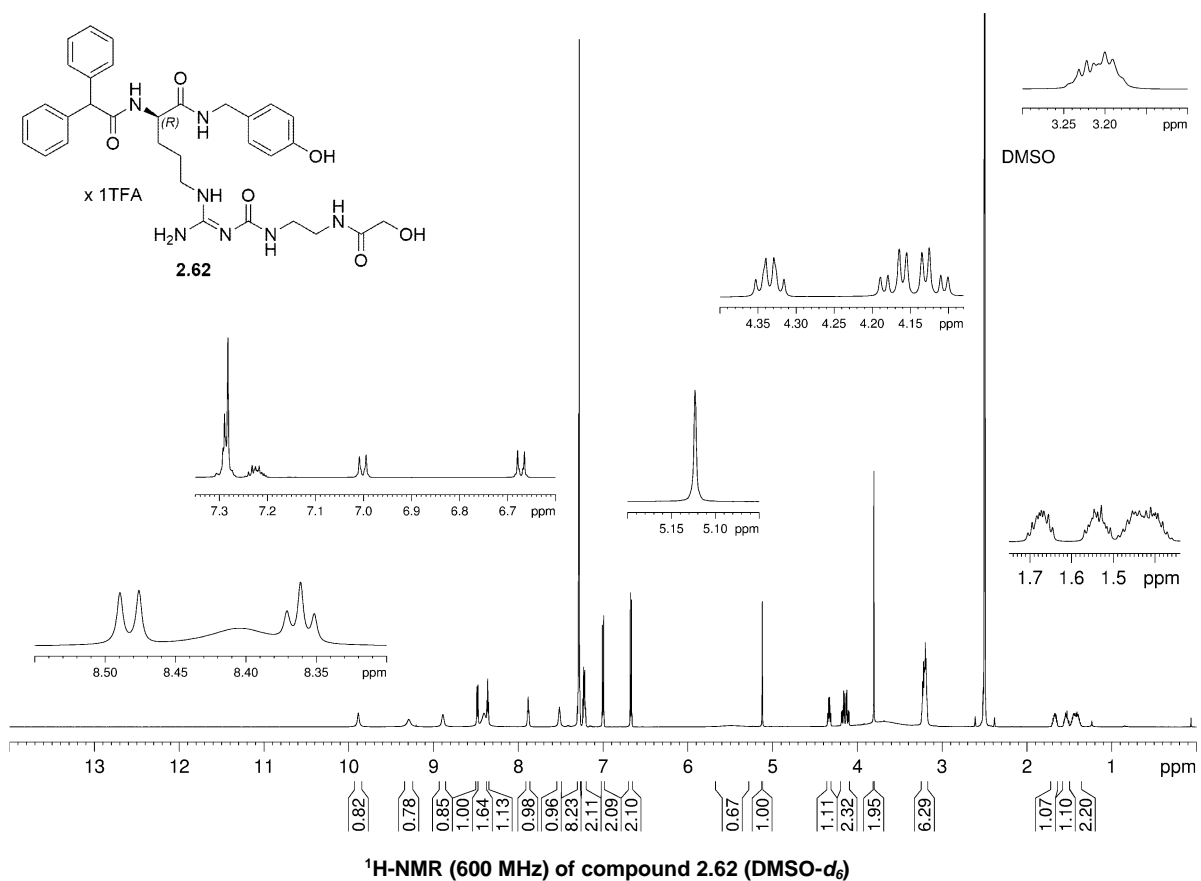 DMSO
ppm
3.25 3.20
O
H
N
N
H
(R)
O
OH
x 1TFA
NH
O
H
N
H2N
N
N
H
OH
O
2.62
4.35 4.30 4.25 4.20 4.15 ppm
7.3 7.2 7.1 7.0 6.9 6.8 6.7 ppm
5.15 5.10 ppm
1.7 1.6 1.5 ppm
8.50 8.45 8.40 8.35 ppm
13 12 11 10 9 8 7 6 5 4 3 2 1 ppm
0.82 0.78 0.85 1.00 1.64 1.13 0.98 0.96 8.23 2.11 2.09 2.10 0.67 1.00 1.11 2.32 1.95 6.29 1.07 1.10 2.20
¹H-NMR (600 MHz) of compound 2.62 (DMSO-d₆)